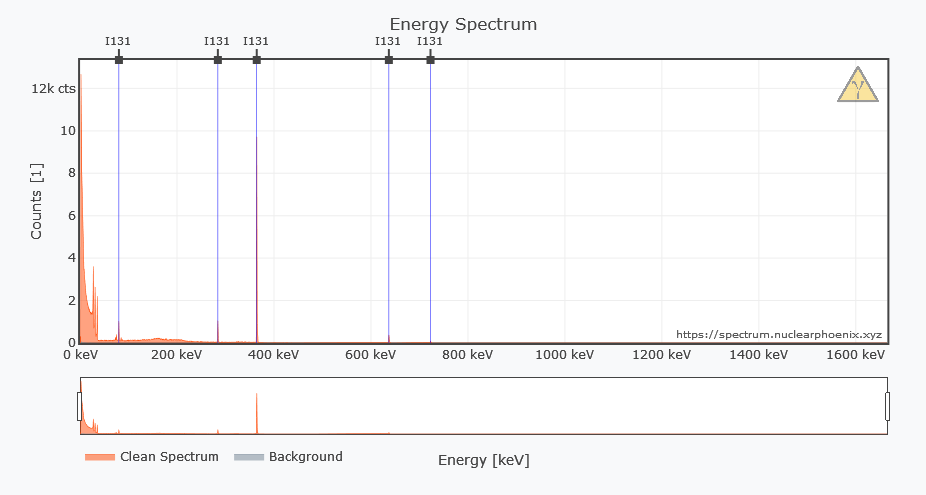 Energy Spectrum
I131 I131 I131 I131 I131
γ
12k cts
10
8
6
4
2
0
Counts [1]
https://spectrum.nuclearphoenix.xyz
0 keV 200 keV 400 keV 600 keV 800 keV 1000 keV 1200 keV 1400 keV 1600 keV
Clean Spectrum Background
Energy [keV]